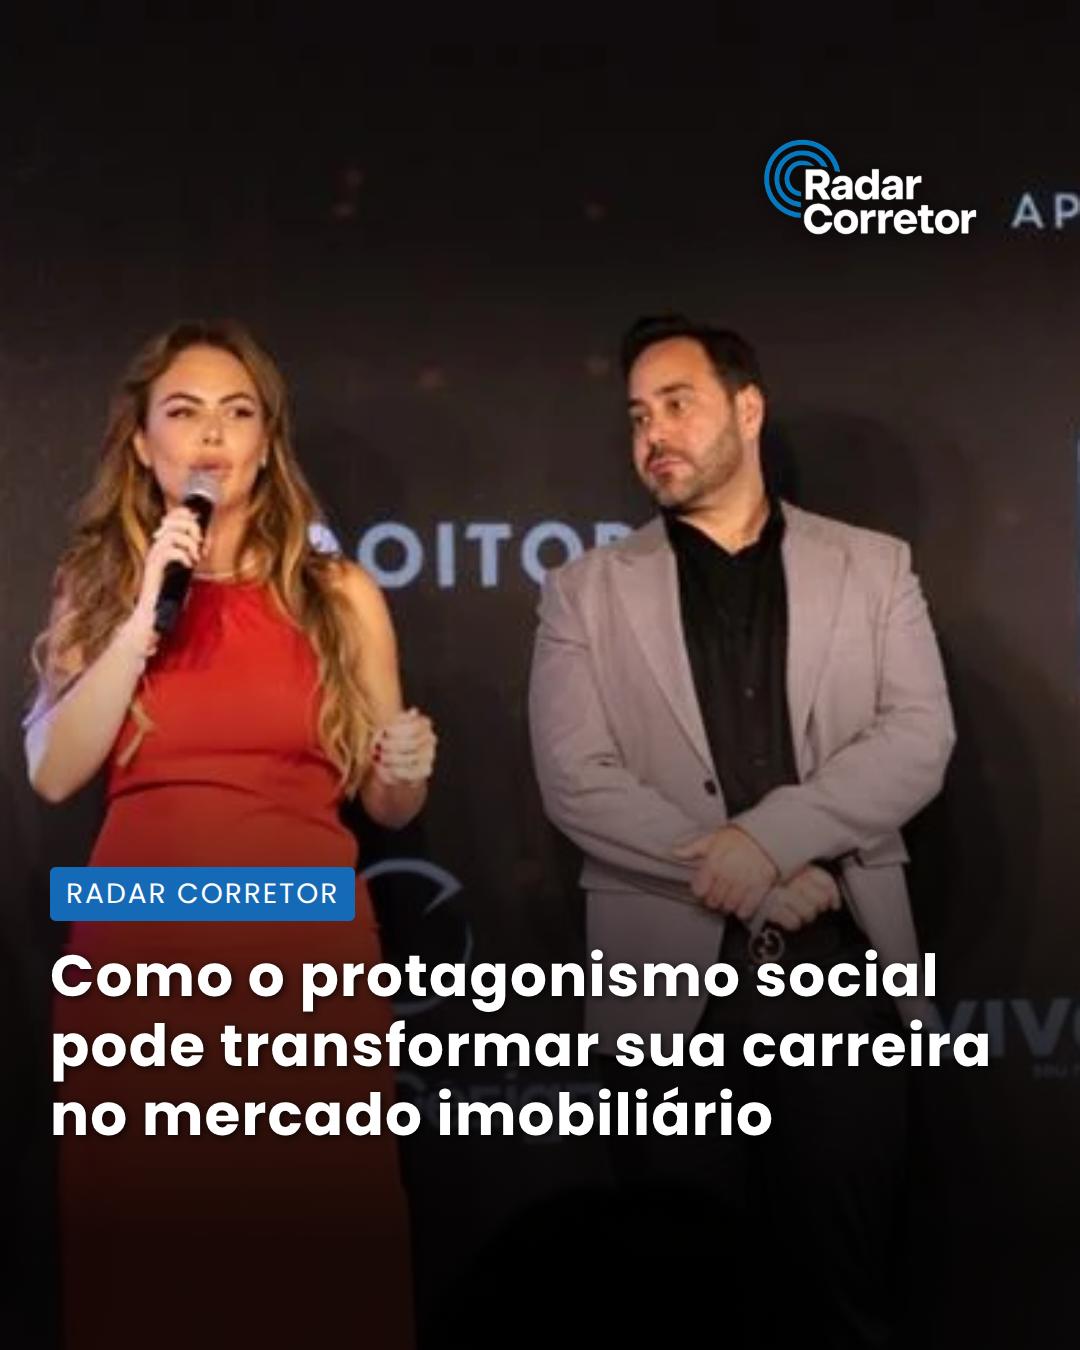 Radar
Corretor
RADAR CORRETOR
Como o protagonismo social
pode transformar sua carreira
no mercado imobiliário